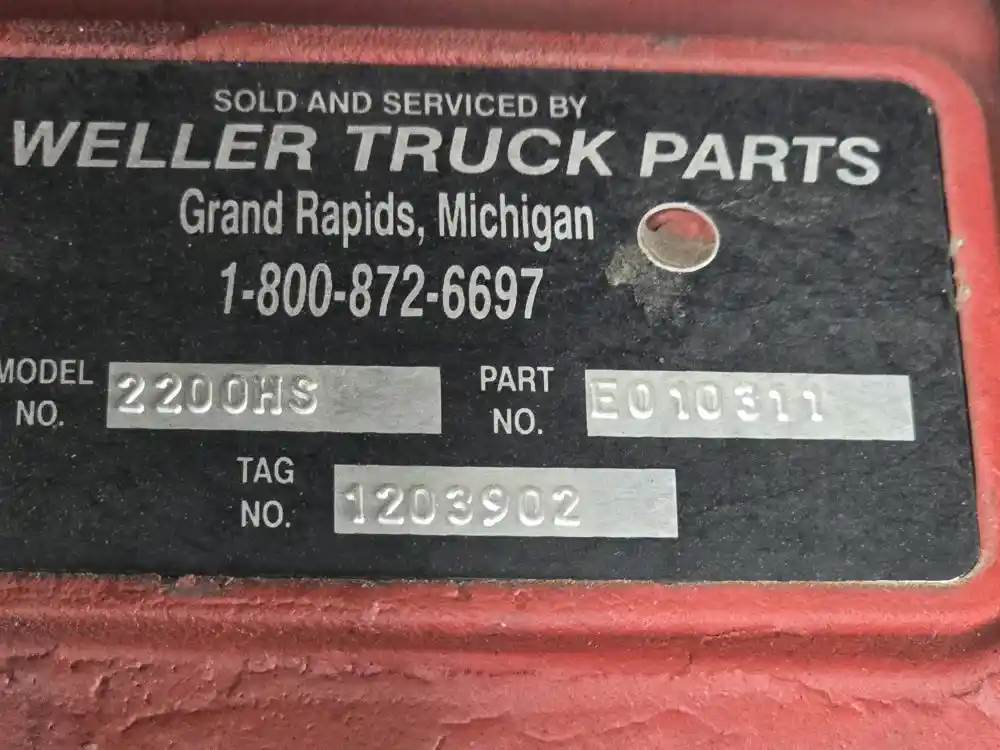 SOLD AND SERVICED BY
WELLER TRUCK PARTS
Grand Rapids, Michigan
1-800-872-6697
MODEL NO. 2200HS PART NO. E010311
TAG NO. 1203902